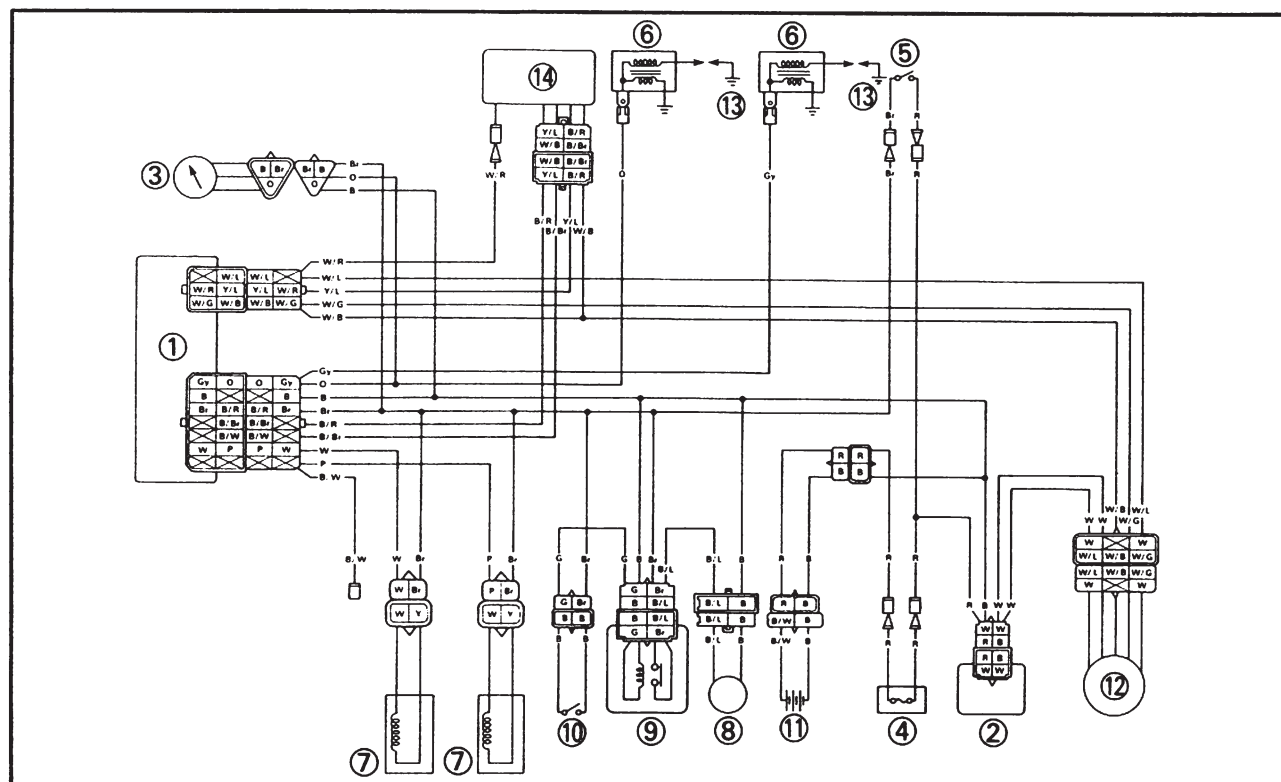 ⑥ ⑥ ⑤
⑭
⑬ ⑬
Y/L B/R
W/B B/Br
W/B B/Br
Y/L B/R
Br R
Br R
W/R
O
Gy
③
B Br Br B
O O
Br
O
B
B/R Y/L
B/Br W/B
W/R
W/L
Y/L
W/G
W/B
W/L W/L
W/R Y/L Y/L W/R
W/G W/B W/B W/G
①
Gy
O
B
Br
B/R
B/Br
W
P
B/W
Gy O O Gy
B B
Br B/R B/R Br
B/Br B/Br
B/W B/W
W P P W
R R
B B
W/B W/L
W W W/G
W W
W/L W/B W/G
W/L W/B W/G
W W
B/W W Br P Br G Br G B Br B/L B/L B R B R R
W Br
W Y
P Br
W Y
G Br
B B
B B
G Br
B B/L
B B/L
G Br
B/L B
B/L B
B/L B
R B
B/W B
B/W B
R R
R B W W
W W
R B
R B
W W
⑦ ⑦ ⑩ ⑨ ⑧ ⑪ ④ ② ⑫